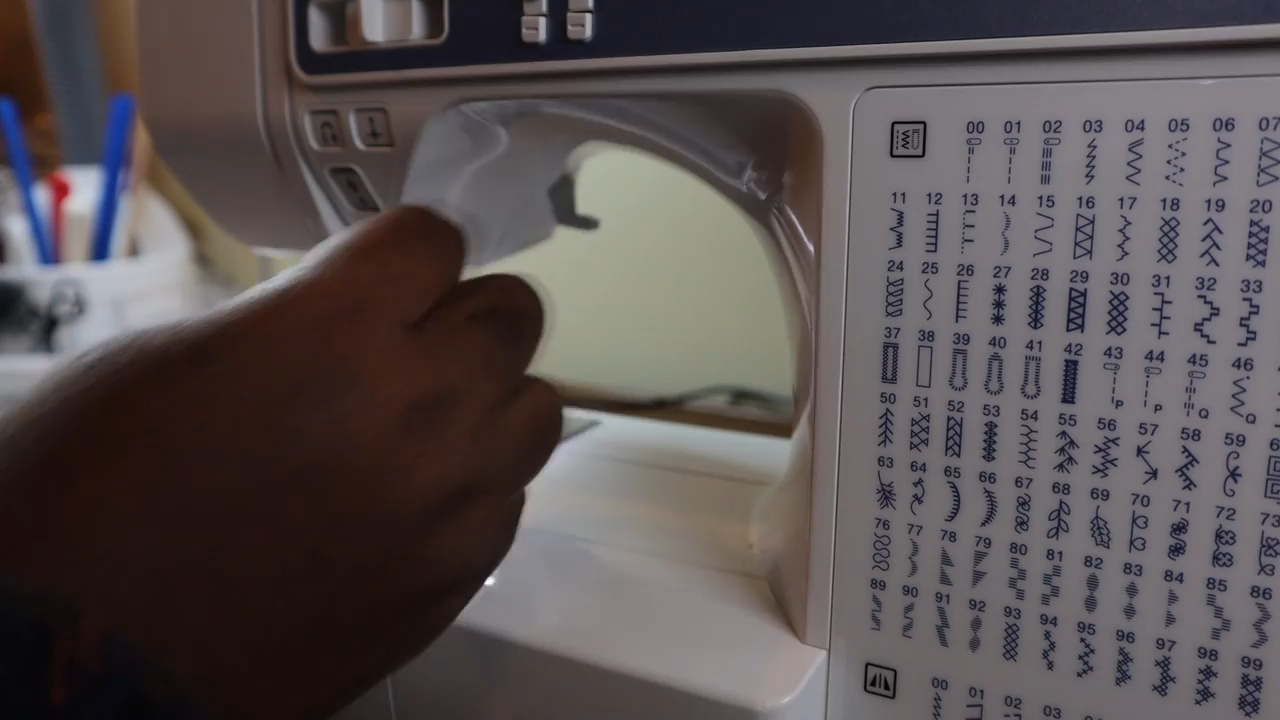 00 01 02 03 04 05 06 07
11 12 13 14 15 16 17 18 19 20
24 25 26 27 28 29 30 31 32 33
37 38 39 40 41 42 43 44 45 46
P P Q Q
50 51 52 53 54 55 56 57 58 59
63 64 65 66 67 68 69 70 71 72 73
76 77 78 79 80 81 82 83 84 85 86
89 90 91 92 93 94 95 96 97 98 99
00 01 02 03